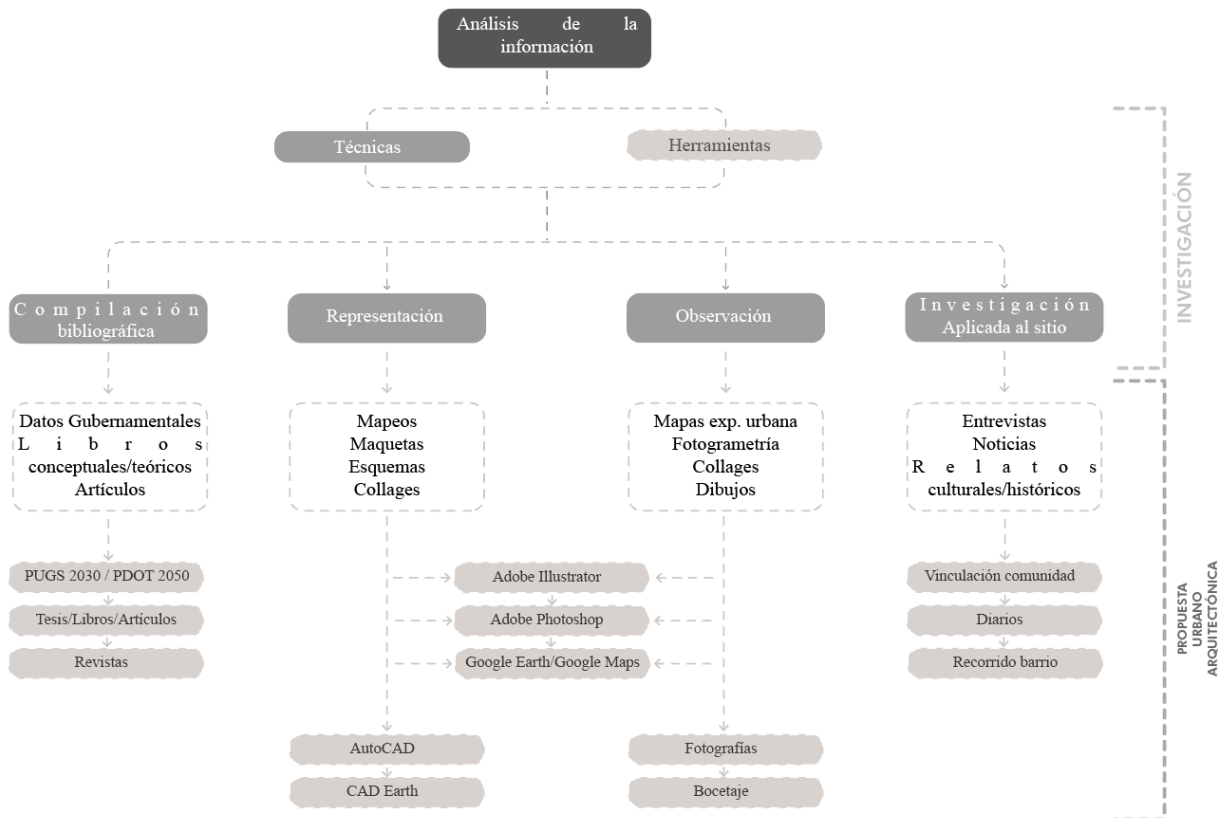 Análisis de la
información
Técnicas
Herramientas
Compilación
bibliográfica
Representación
Observación
Investigación
Aplicada al sitio
Datos Gubernamentales
Libros
conceptuales/teóricos
Artículos
Mapeos
Maquetas
Esquemas
Collages
Mapas exp. urbana
Fotogrametría
Collages
Dibujos
Entrevistas
Noticias
Relatos
culturales/históricos
PUGS 2030 / PDOT 2050
Tesis/Libros/Artículos
Revistas
Adobe Illustrator
Adobe Photoshop
Google Earth/Google Maps
Vinculación comunidad
Diarios
Recorrido barrio
AutoCAD
CAD Earth
Fotografías
Bocetaje
ÍNVESTIGACIÓN
PROPUESTA
URBANO
ARQUITECTÓNICA